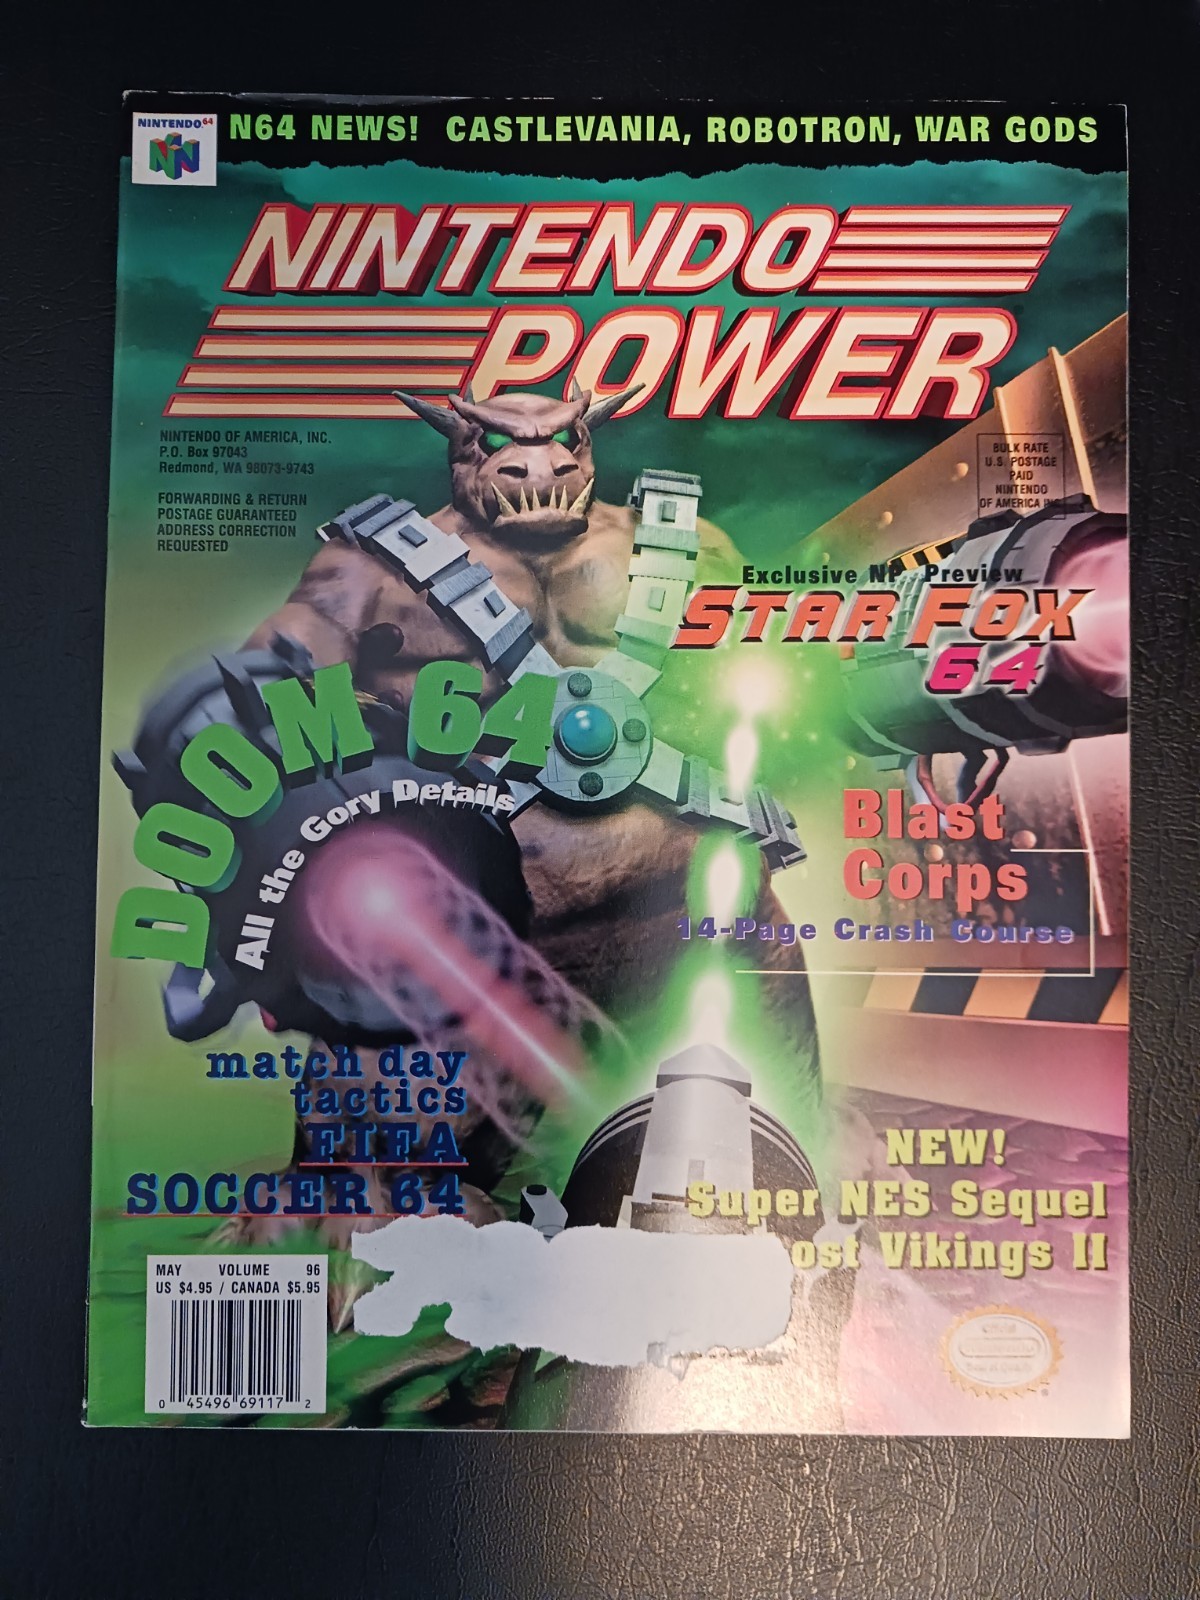 NINTENDO 64
N64 NEWS! CASTLEVANIA, ROBOTRON, WAR GODS
NINTENDO
POWER
NINTENDO OF AMERICA, INC.
P.O. Box 97043
Redmond, WA 98073-9743
FORWARDING & RETURN
POSTAGE GUARANTEED
ADDRESS CORRECTION
REQUESTED
BULK RATE
U.S. POSTAGE
PAID
NINTENDO
OF AMERICA
Exclusive NP Preview
STAR FOX
64
DOOM 64
All the Gory Details
Blast
Corps
14-Page Crash Course
match day
tactics
FIFA
SOCCER 64
NEW!
Super NES Sequel
ost Vikings II
MAY VOLUME 96
US $4.95 / CANADA $5.95
0 45496 69117 2